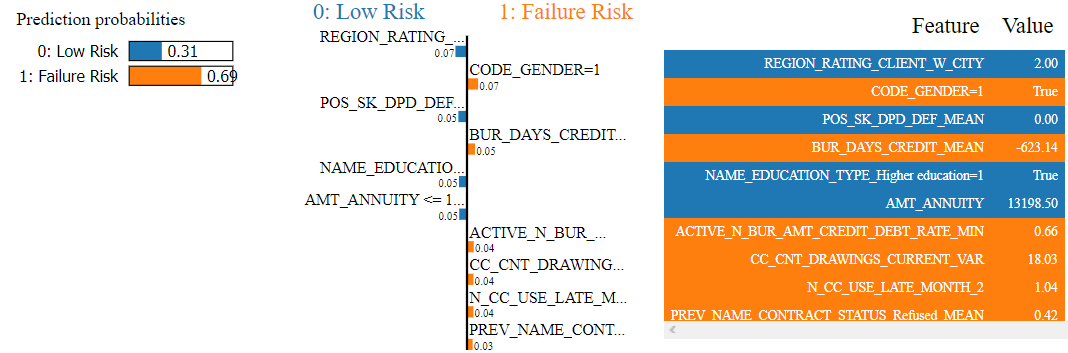 Prediction probabilities
0: Low Risk 0.31
1: Failure Risk 0.69
0: Low Risk 1: Failure Risk
REGION_RATING_...
0.07
CODE_GENDER=1
0.07
POS_SK_DPD_DEF...
0.05
BUR_DAYS_CREDIT...
0.05
NAME_EDUCATIO...
0.05
AMT_ANNUITY <= 1...
0.05
ACTIVE_N_BUR_...
0.04
CC_CNT_DRAWING...
0.04
N_CC_USE_LATE_M...
0.04
PREV_NAME_CONT...
0.03
Feature Value
REGION_RATING_CLIENT_W_CITY 2.00
CODE_GENDER=1 True
POS_SK_DPD_DEF_MEAN 0.00
BUR_DAYS_CREDIT_MEAN -623.14
NAME_EDUCATION_TYPE_Higher education=1 True
AMT_ANNUITY 13198.50
ACTIVE_N_BUR_AMT_CREDIT_DEBT_RATE_MIN 0.66
CC_CNT_DRAWINGS_CURRENT_VAR 18.03
N_CC_USE_LATE_MONTH_2 1.04
PREV_NAME_CONTRACT_STATUS_Refused_MEAN 0.42